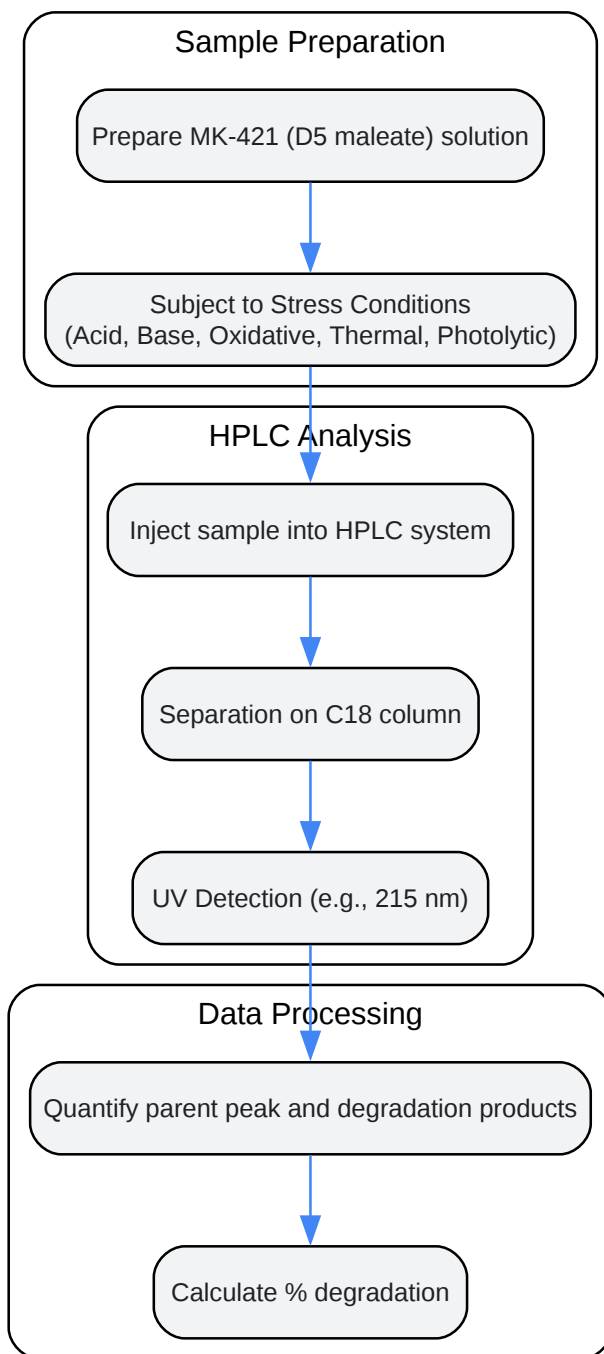 Sample Preparation
Prepare MK-421 (D5 maleate) solution
Subject to Stress Conditions
(Acid, Base, Oxidative, Thermal, Photolytic)
HPLC Analysis
Inject sample into HPLC system
Separation on C18 column
UV Detection (e.g., 215 nm)
Data Processing
Quantify parent peak and degradation products
Calculate % degradation